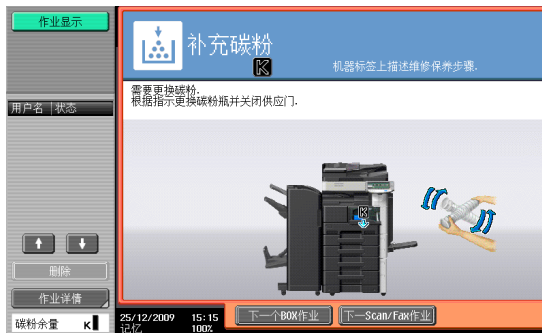 作业显示
补充碳粉
K
机器标签上描述维修保养步骤.
用户名 状态
需要更换碳粉.
根据指示更换碳粉瓶并关闭供应门.
K
删除
作业详情
碳粉余量 K
25/12/2009 15:15
记忆 100%
下一个BOX作业
下一Scan/Fax作业